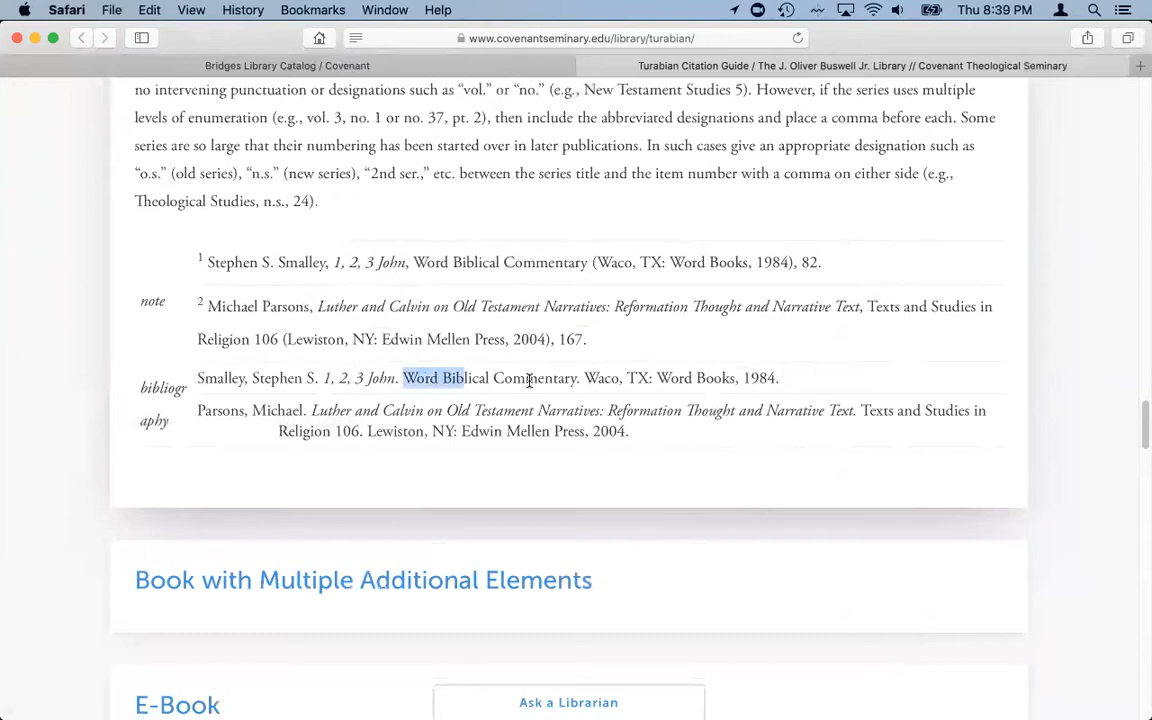 Safari File Edit View History Bookmarks Window Help Thu 8:39 PM
www.covenantseminary.edu/library/turabian/
Bridges Library Catalog / Covenant
Turabian Citation Guide / The J. Oliver Buswell Jr. Library // Covenant Theological Seminary
no intervening punctuation or designations such as “vol.” or “no.” (e.g., New Testament Studies 5). However, if the series uses multiple
levels of enumeration (e.g., vol. 3, no. 1 or no. 37, pt. 2), then include the abbreviated designations and place a comma before each. Some
series are so large that their numbering has been started over in later publications. In such cases give an appropriate designation such as
“o.s.” (old series), “n.s.” (new series), “2nd ser.,” etc. between the series title and the item number with a comma on either side (e.g.,
Theological Studies, n.s., 24).
1 Stephen S. Smalley, 1, 2, 3 John, Word Biblical Commentary (Waco, TX: Word Books, 1984), 82.
note
2 Michael Parsons, Luther and Calvin on Old Testament Narratives: Reformation Thought and Narrative Text, Texts and Studies in
Religion 106 (Lewiston, NY: Edwin Mellen Press, 2004), 167.
bibliogr
aphy
Smalley, Stephen S. 1, 2, 3 John. Word Biblical Commentary. Waco, TX: Word Books, 1984.
Parsons, Michael. Luther and Calvin on Old Testament Narratives: Reformation Thought and Narrative Text. Texts and Studies in
Religion 106. Lewiston, NY: Edwin Mellen Press, 2004.
Book with Multiple Additional Elements
E-Book
Ask a Librarian